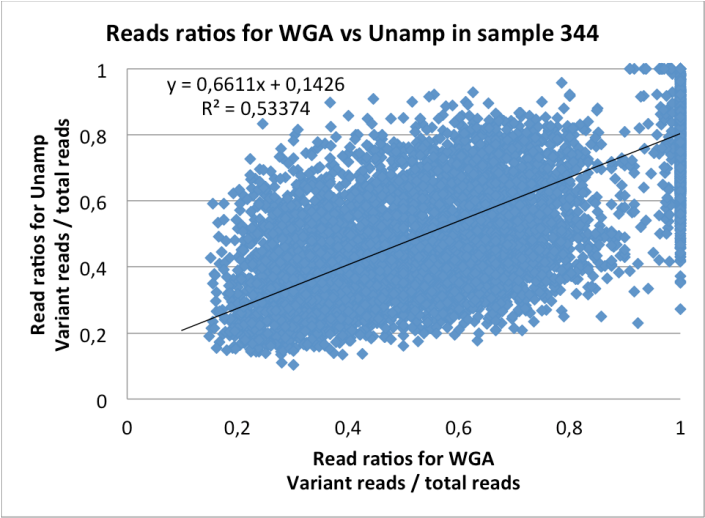 Reads ratios for WGA vs Unamp in sample 344
y = 0,6611x + 0,1426
R² = 0,53374
1
0,8
0,6
0,4
0,2
0
Read ratios for Unamp
Variant reads / total reads
0
0,2
0,4
0,6
0,8
1
Read ratios for WGA
Variant reads / total reads